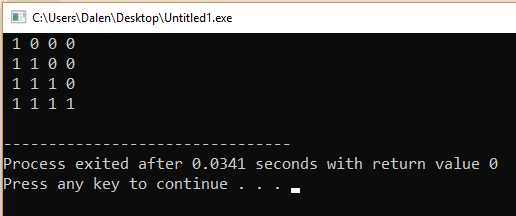 C:\Users\Dalen\Desktop\Untitled1.exe
1 0 0 0
1 1 0 0
1 1 1 0
1 1 1 1
--------------------------------
Process exited after 0.0341 seconds with return value 0
Press any key to continue . . .